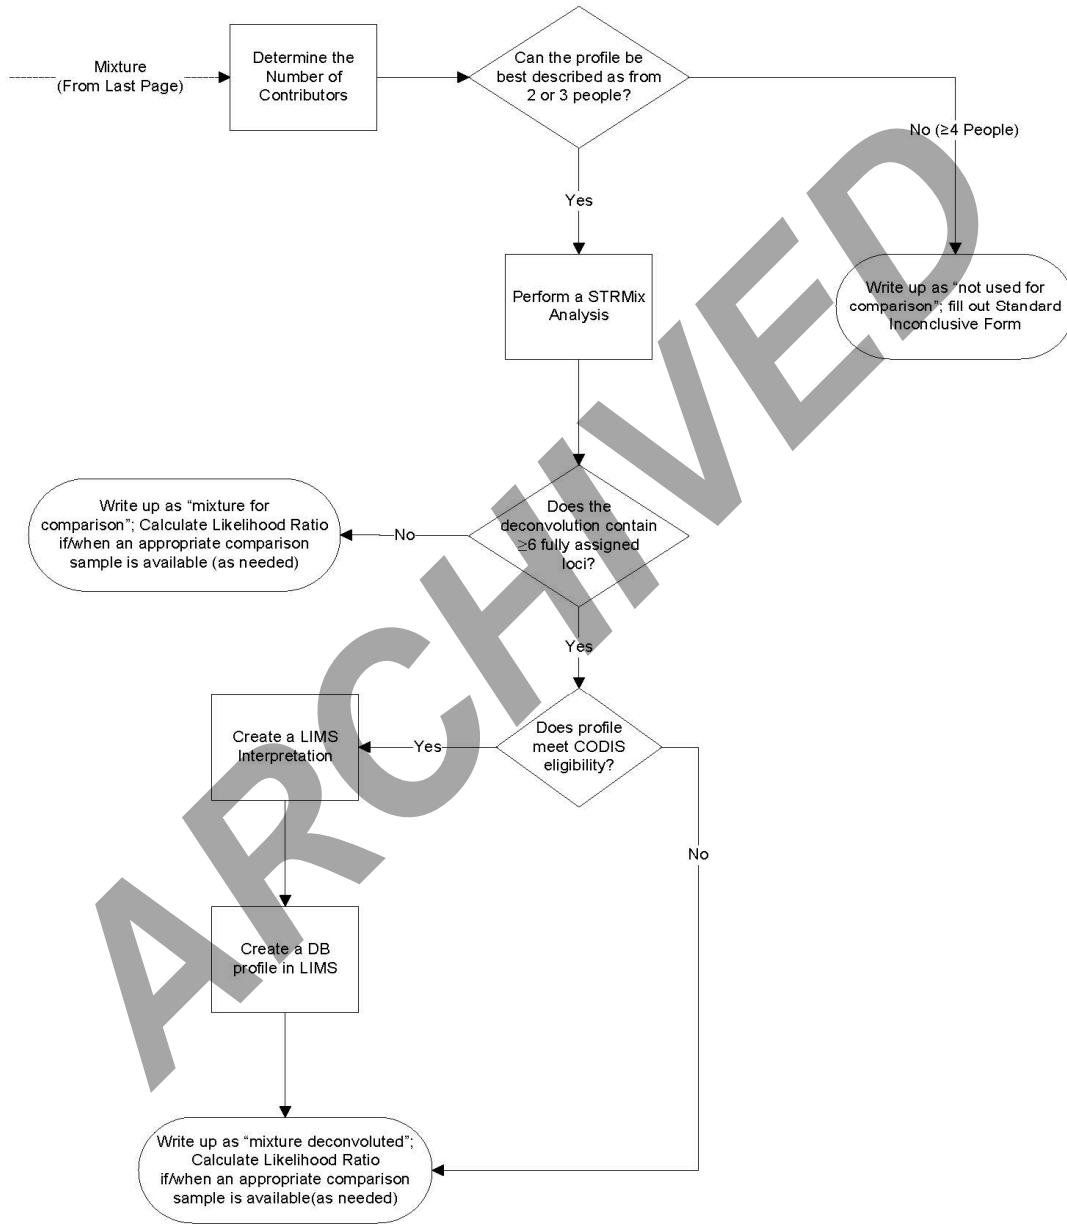 Mixture
(From Last Page)
Determine the
Number of
Contributors
Can the profile be
best described as from
2 or 3 people?
No (≥4 People)
Yes
Write up as “not used for
comparison”; fill out Standard
Inconclusive Form
Perform a STRMix
Analysis
Does the
deconvolution contain
≥6 fully assigned
loci?
No
Write up as “mixture for
comparison”; Calculate Likelihood Ratio
if/when an appropriate comparison
sample is available (as needed)
Yes
Does profile
meet CODIS
eligibility?
Yes
Create a LIMS
Interpretation
No
Create a DB
profile in LIMS
Write up as “mixture deconvoluted”;
Calculate Likelihood Ratio
if/when an appropriate comparison
sample is available(as needed)
ARCHIVED